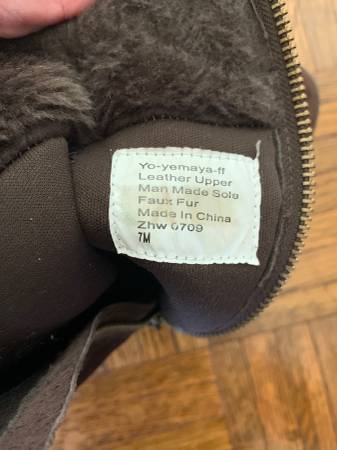 Yo-yemaya-ff
Leather Upper
Man Made Sole
Faux Fur
Made In China
Zhw 0709
7M